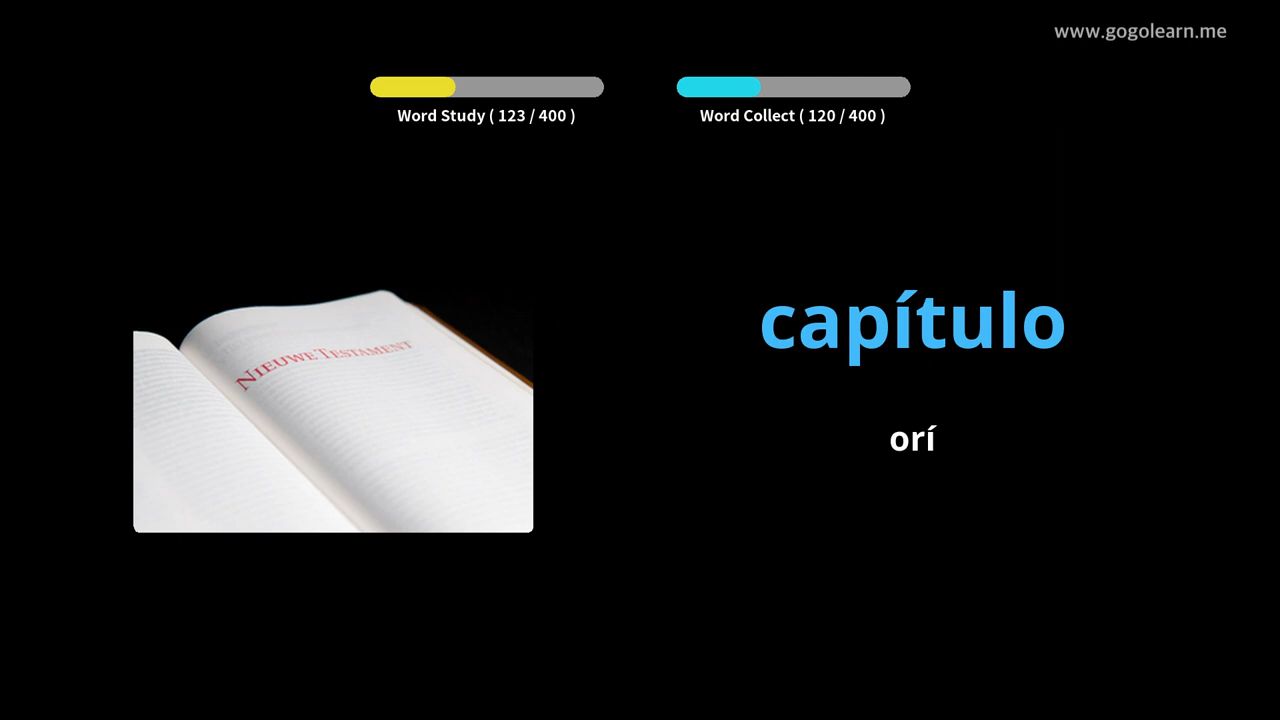 www.gogolearn.me
Word Study ( 123 / 400 )
Word Collect ( 120 / 400 )
NIEUWE TESTAMENT
capítulo
orí